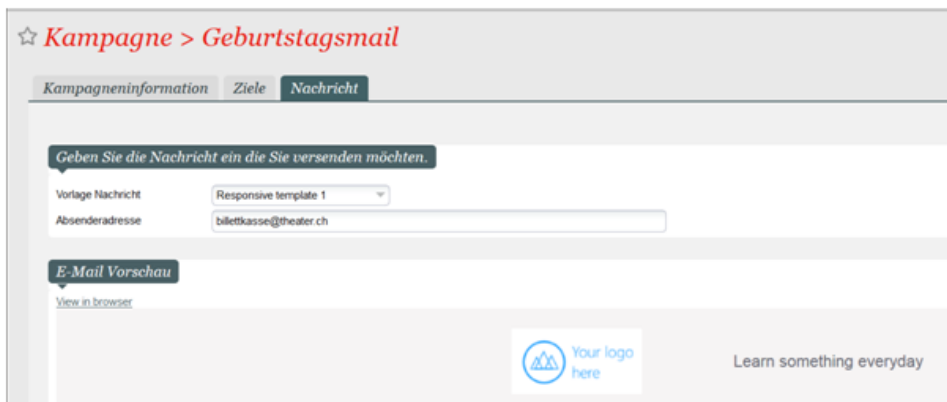 Kampagne > Geburtstagsmail
Kampagneninformation Ziele Nachricht
Geben Sie die Nachricht ein die Sie versenden möchten.
Vorlage Nachricht Responsive template 1
Absenderadresse billettkasse@theater.ch
E-Mail Vorschau
View in browser
Your logo
here
Learn something everyday